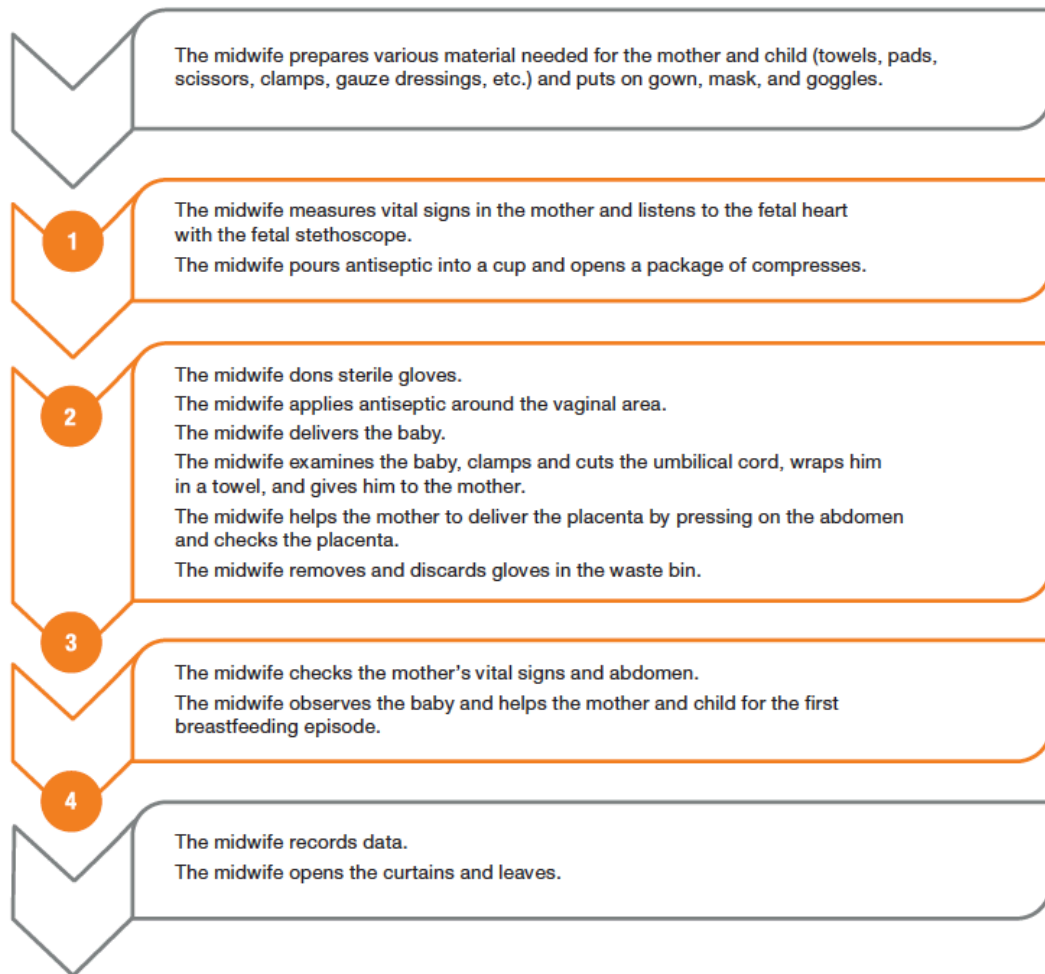 The midwife prepares various material needed for the mother and child (towels, pads,
scissors, clamps, gauze dressings, etc.) and puts on gown, mask, and goggles.
1
The midwife measures vital signs in the mother and listens to the fetal heart
with the fetal stethoscope.
The midwife pours antiseptic into a cup and opens a package of compresses.
2
The midwife dons sterile gloves.
The midwife applies antiseptic around the vaginal area.
The midwife delivers the baby.
The midwife examines the baby, clamps and cuts the umbilical cord, wraps him
in a towel, and gives him to the mother.
The midwife helps the mother to deliver the placenta by pressing on the abdomen
and checks the placenta.
The midwife removes and discards gloves in the waste bin.
3
The midwife checks the mother's vital signs and abdomen.
The midwife observes the baby and helps the mother and child for the first
breastfeeding episode.
4
The midwife records data.
The midwife opens the curtains and leaves.